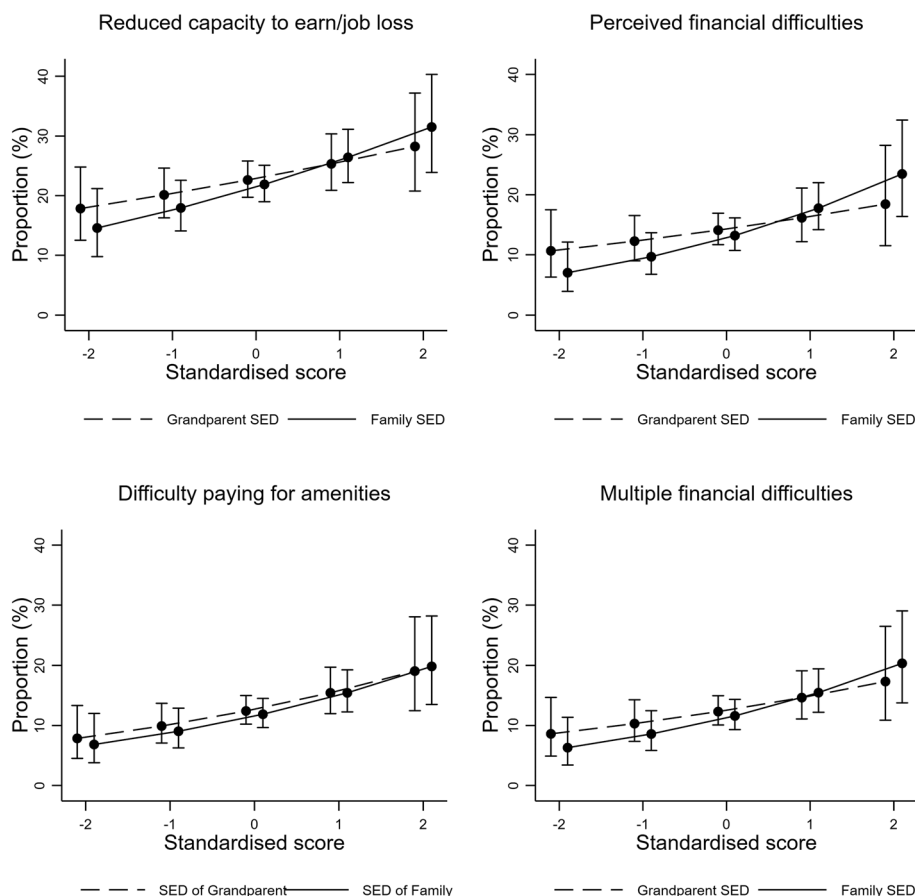 Reduced capacity to earn/job loss
Proportion (%)
40
30
20
10
0
-2 -1 0 1 2
Standardised score
Grandparent SED Family SED
Perceived financial difficulties
Proportion (%)
40
30
20
10
0
-2 -1 0 1 2
Standardised score
Grandparent SED Family SED
Difficulty paying for amenities
Proportion (%)
40
30
20
10
0
-2 -1 0 1 2
Standardised score
SED of Grandparent SED of Family
Multiple financial difficulties
Proportion (%)
40
30
20
10
0
-2 -1 0 1 2
Standardised score
Grandparent SED Family SED